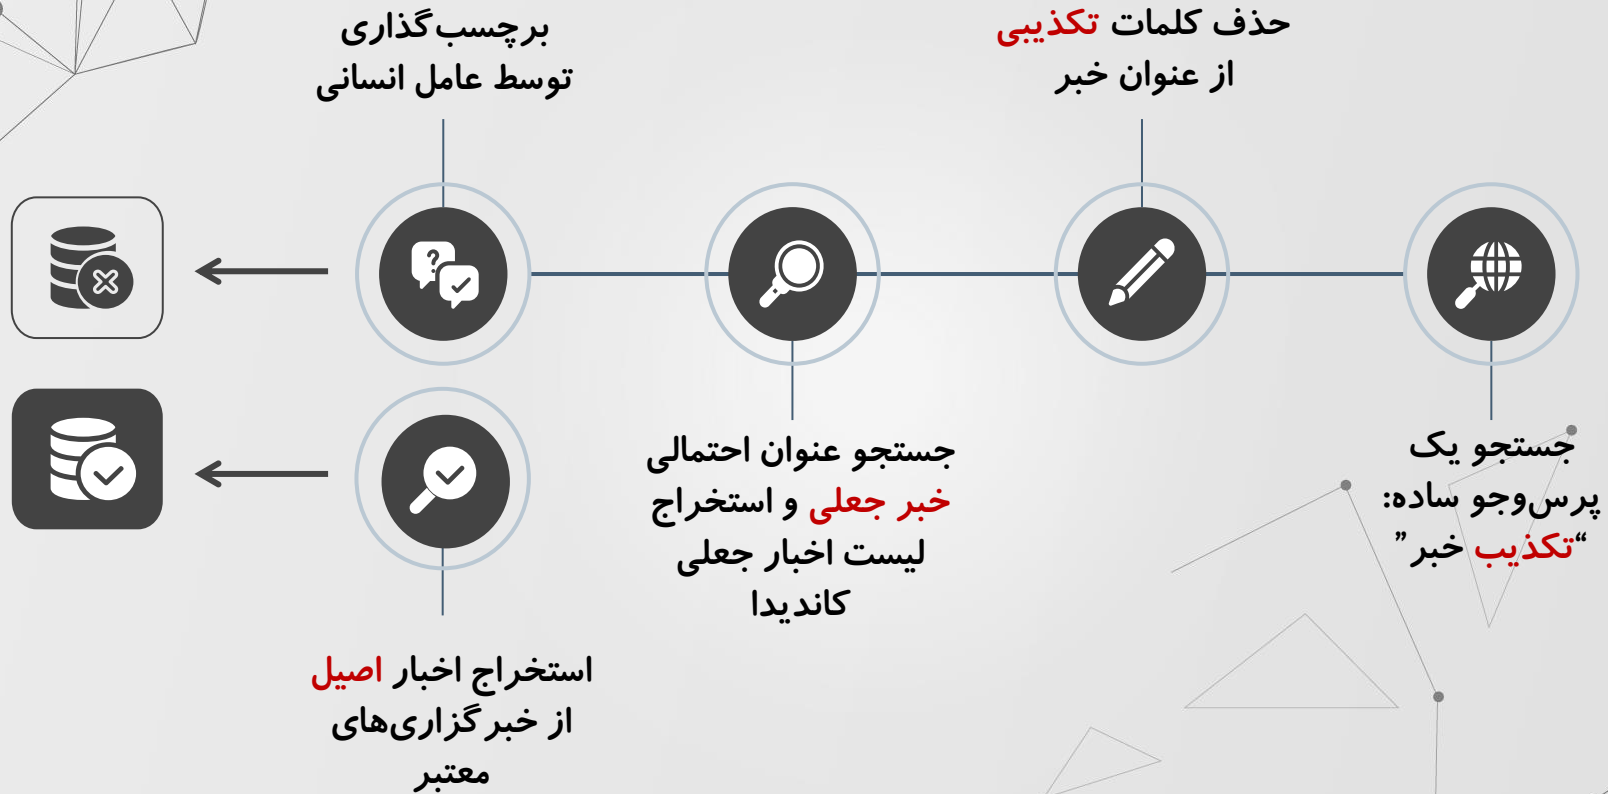 برچسب‌گذاری
توسط عامل انسانی
حذف کلمات تکذیبی
از عنوان خبر
جستجو عنوان احتمالی
خبر جعلی و استخراج
لیست اخبار جعلی
کاندیدا
جستجو یک
پرس‌وجو ساده:
“تکذیب خبر”
استخراج اخبار اصیل
از خبرگزاری‌های
معتبر